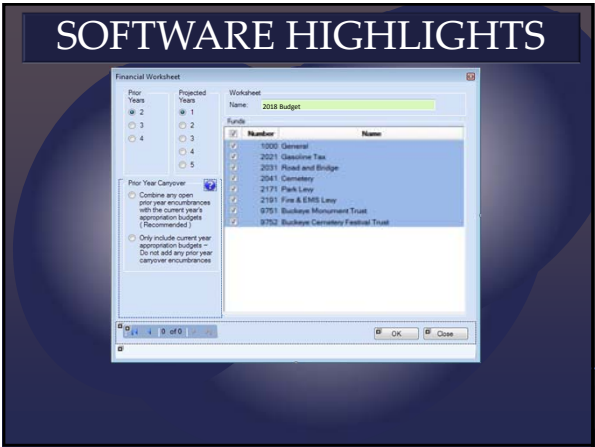 SOFTWARE HIGHLIGHTS
Financial Worksheet
Prior Years
2
3
4
Projected Years
1
2
3
4
5
Worksheet
Name: 2018 Budget
Funds
Number Name
1000 General
2021 Gasoline Tax
2031 Road and Bridge
2041 Cemetery
2171 Park Levy
2191 Fire & EMS Levy
9751 Buckeye Monument Trust
9752 Buckeye Cemetery Festival Trust
Prior Year Carryover
Combine any open
prior year encumbrances
with the current year's
appropriation budgets
( Recommended )
Only include current year
appropriation budgets ~
Do not add any prior year
carryover encumbrances
0 of 0
OK Close